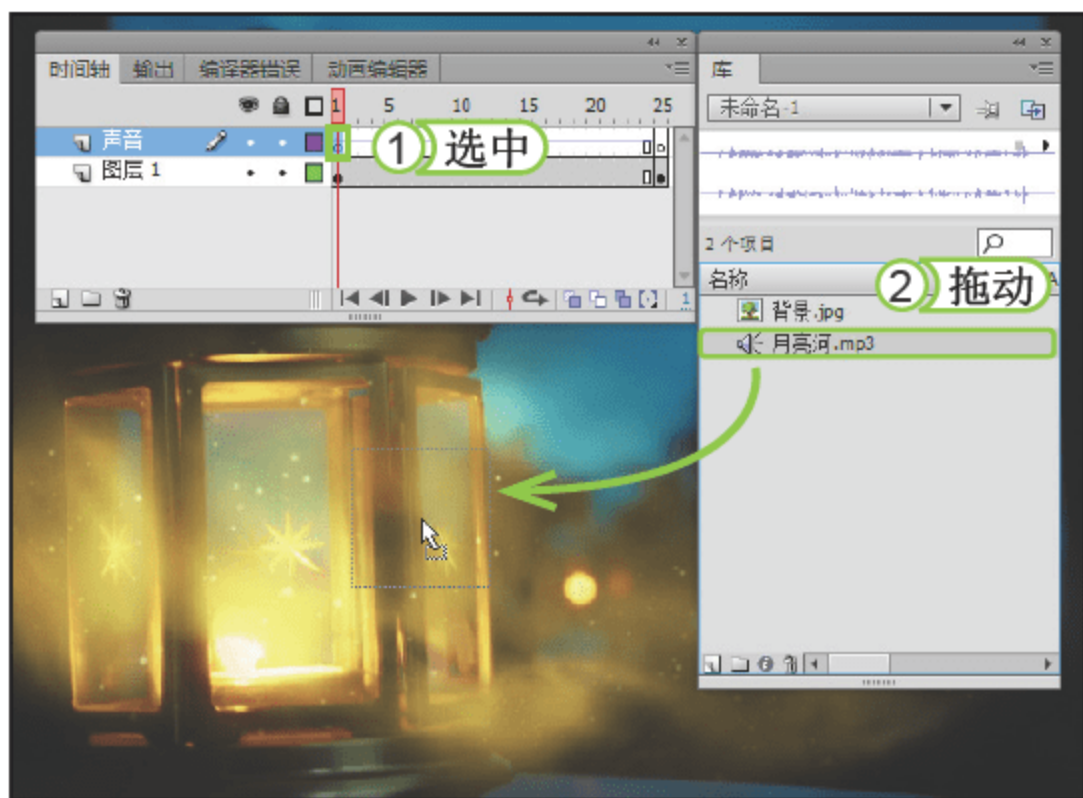 时间轴 输出 编译器错误 动画编辑器
1 5 10 15 20 25
声音
① 选中
图层 1
1
库
未命名-1
2 个项目
名称
② 拖动
背景.jpg
月亮河.mp3